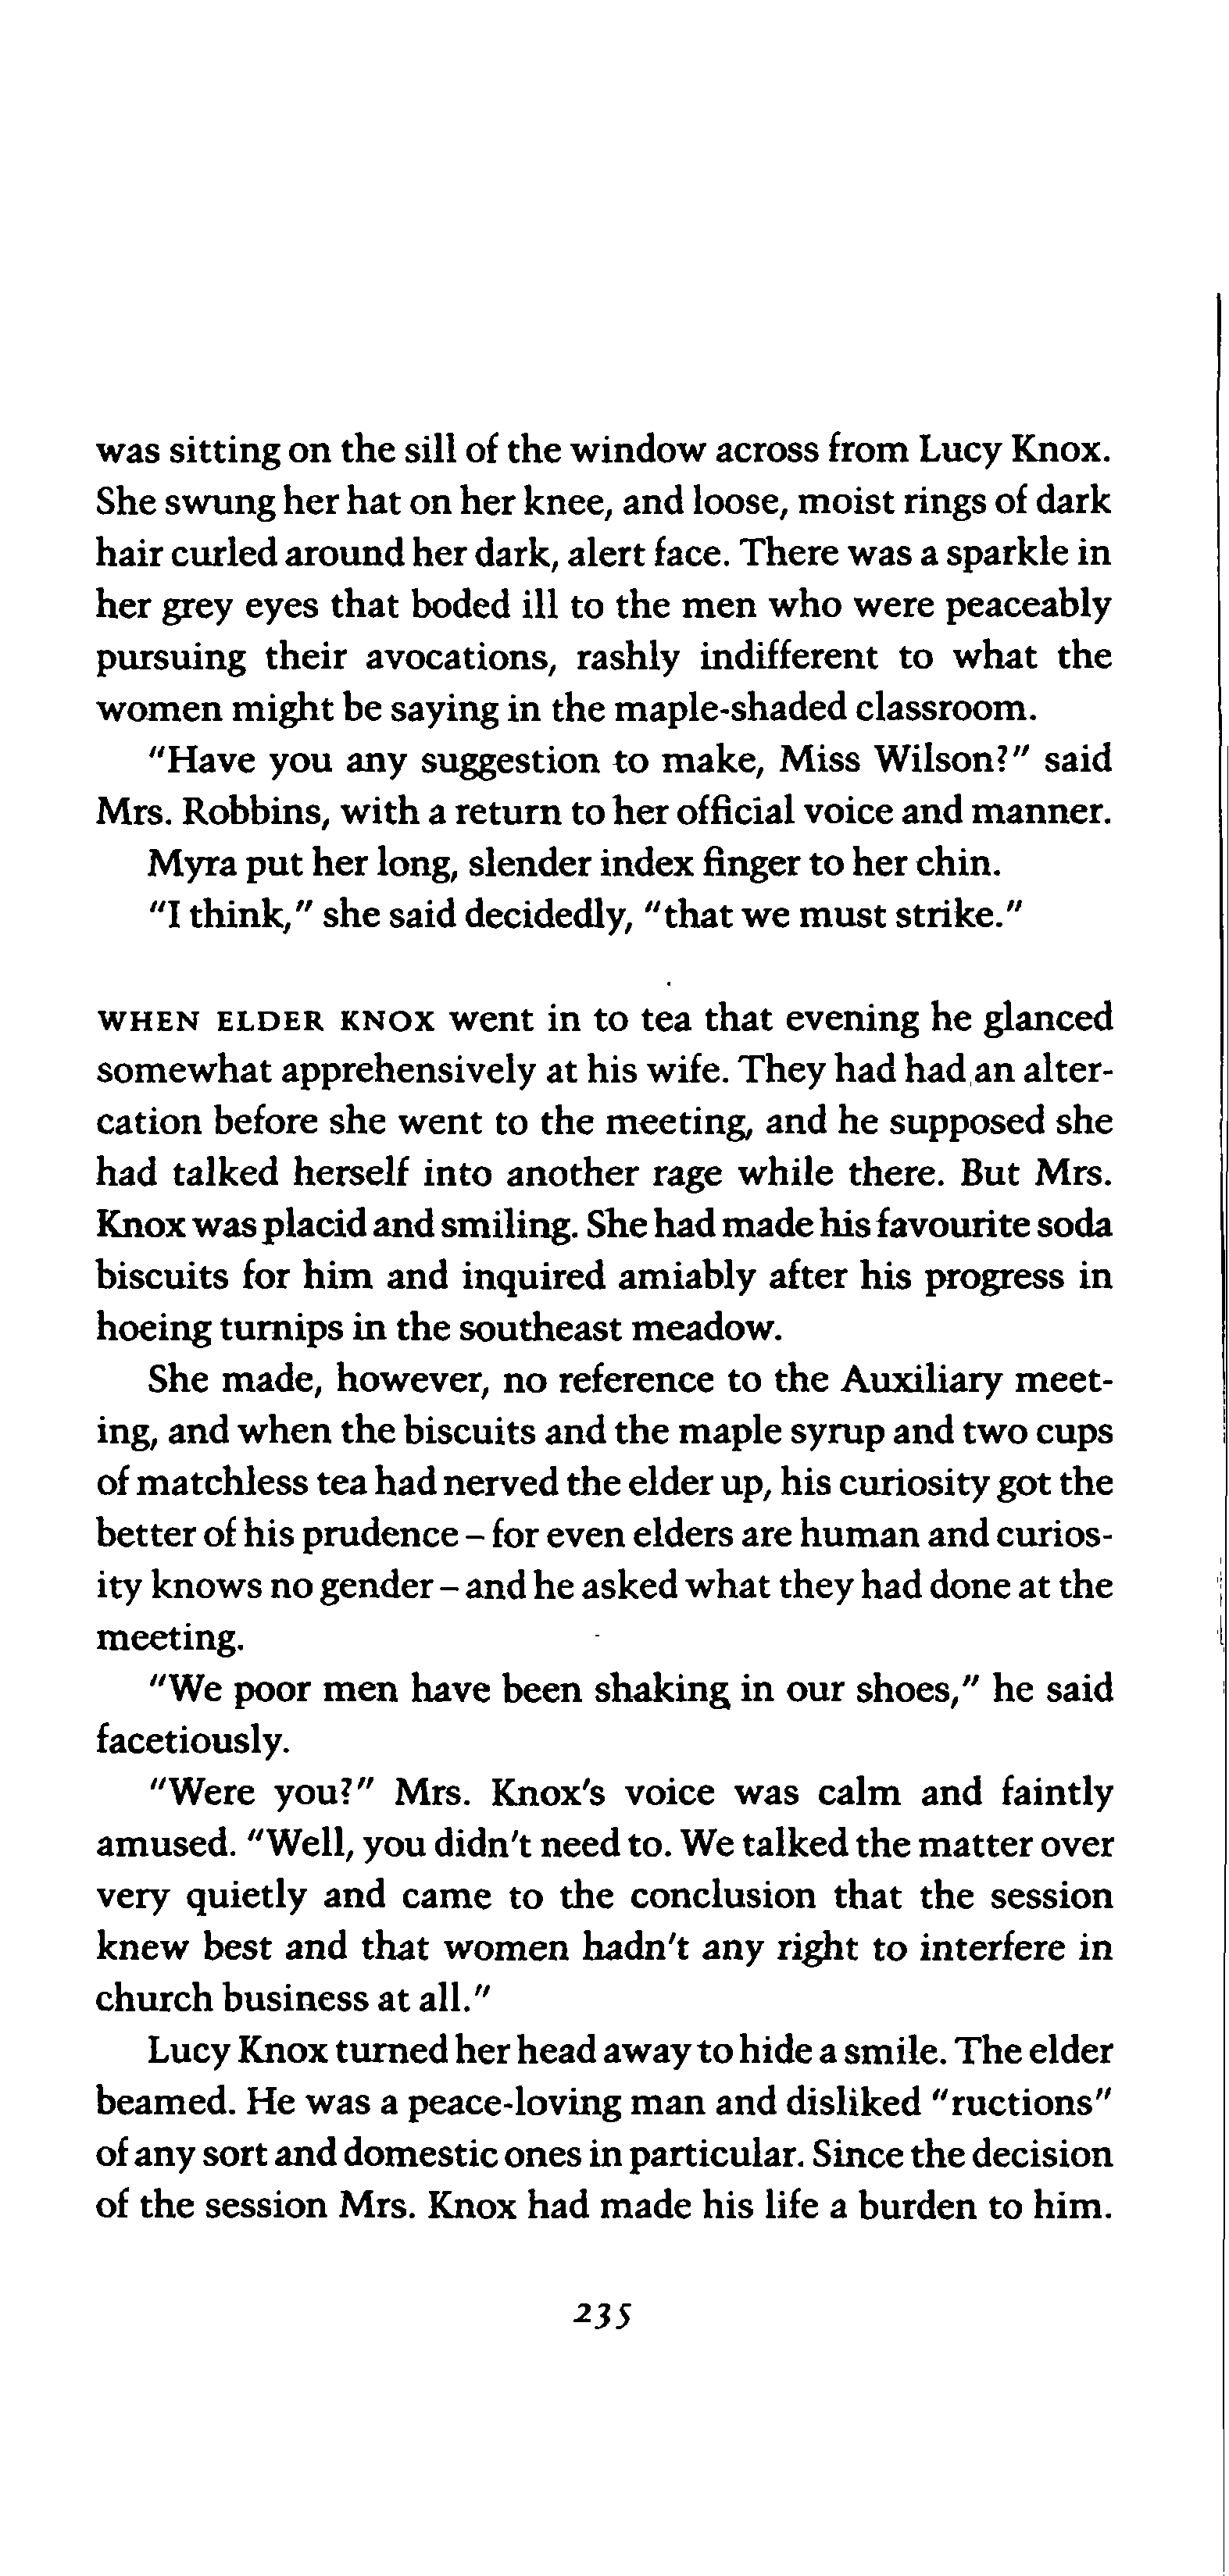 was sitting on the sill of the window across from Lucy Knox.
She swung her hat on her knee, and loose, moist rings of dark
hair curled around her dark, alert face. There was a sparkle in
her grey eyes that boded ill to the men who were peaceably
pursuing their avocations, rashly indifferent to what the
women might be saying in the maple-shaded classroom.
"Have you any suggestion to make, Miss Wilson?" said
Mrs. Robbins, with a return to her official voice and manner.
Myra put her long, slender index finger to her chin.
"I think," she said decidedly, "that we must strike."
WHEN ELDER KNOX went in to tea that evening he glanced
somewhat apprehensively at his wife. They had had an alter-
cation before she went to the meeting, and he supposed she
had talked herself into another rage while there. But Mrs.
Knox was placid and smiling. She had made his favourite soda
biscuits for him and inquired amiably after his progress in
hoeing turnips in the southeast meadow.
She made, however, no reference to the Auxiliary meet-
ing, and when the biscuits and the maple syrup and two cups
of matchless tea had nerved the elder up, his curiosity got the
better of his prudence – for even elders are human and curios-
ity knows no gender – and he asked what they had done at the
meeting.
"We poor men have been shaking in our shoes," he said
facetiously.
"Were you?" Mrs. Knox's voice was calm and faintly
amused. "Well, you didn't need to. We talked the matter over
very quietly and came to the conclusion that the session
knew best and that women hadn't any right to interfere in
church business at all."
Lucy Knox turned her head away to hide a smile. The elder
beamed. He was a peace-loving man and disliked "ructions"
of any sort and domestic ones in particular. Since the decision
of the session Mrs. Knox had made his life a burden to him.
235